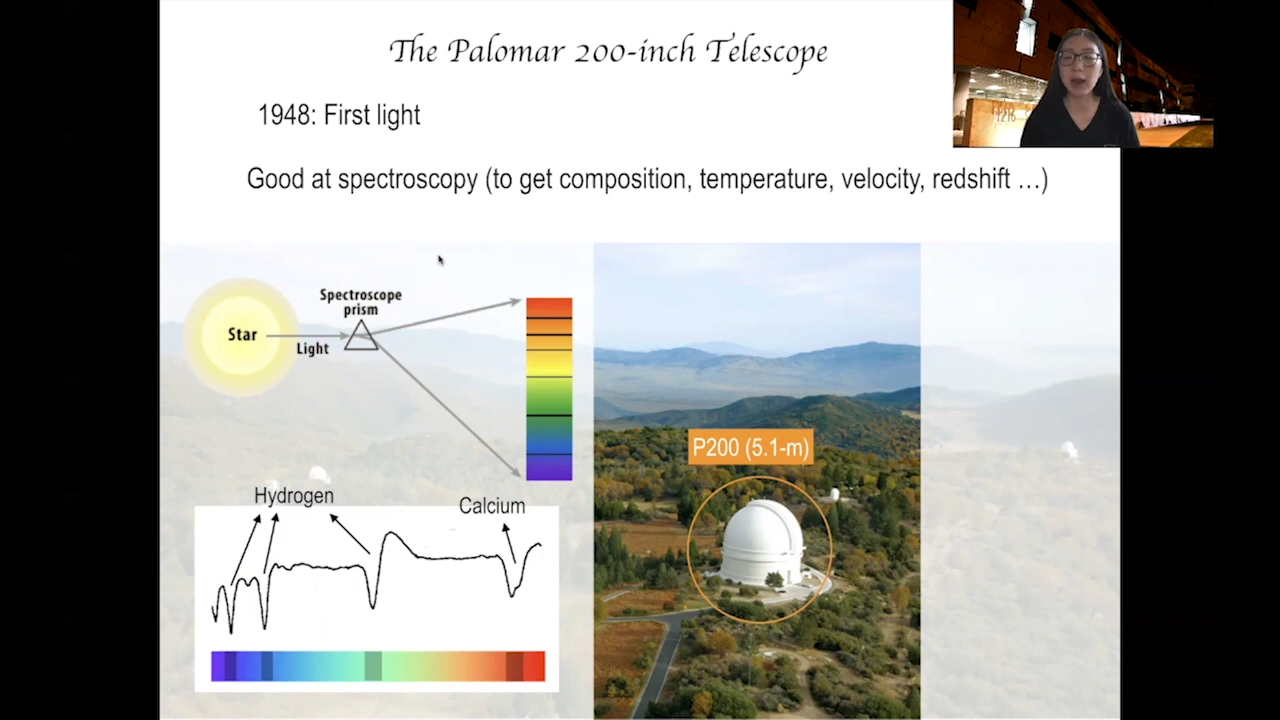 The Palomar 200-inch Telescope
1948: First light
Good at spectroscopy (to get composition, temperature, velocity, redshift ...)
Spectroscope
prism
Star
Light
P200 (5.1-m)
Hydrogen
Calcium
1216